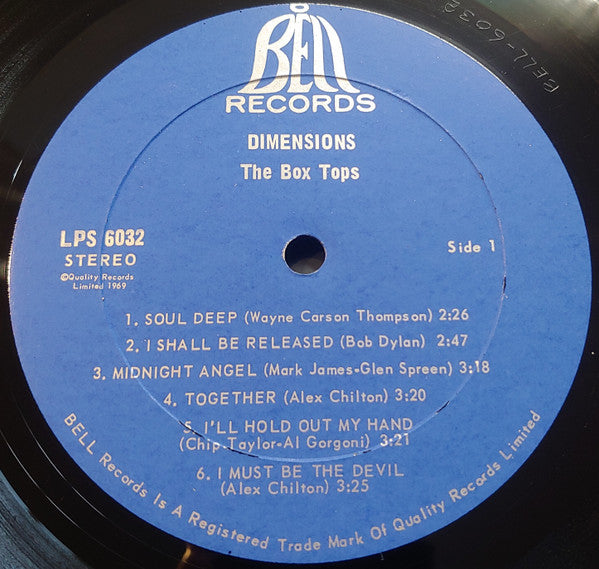 BELL
RECORDS
DIMENSIONS
The Box Tops
LPS 6032
STEREO
©Quality Records
Limited 1969
Side 1
1. SOUL DEEP (Wayne Carson Thompson) 2:26
2. I SHALL BE RELEASED (Bob Dylan) 2:47
3. MIDNIGHT ANGEL (Mark James-Glen Spreen) 3:18
4. TOGETHER (Alex Chilton) 3:20
5. I'LL HOLD OUT MY HAND
(Chip-Taylor-Al Gorgoni) 3:21
6. I MUST BE THE DEVIL
(Alex Chilton) 3:25
BELL Records Is A Registered Trade Mark Of Quality Records Limited
BELL-6032